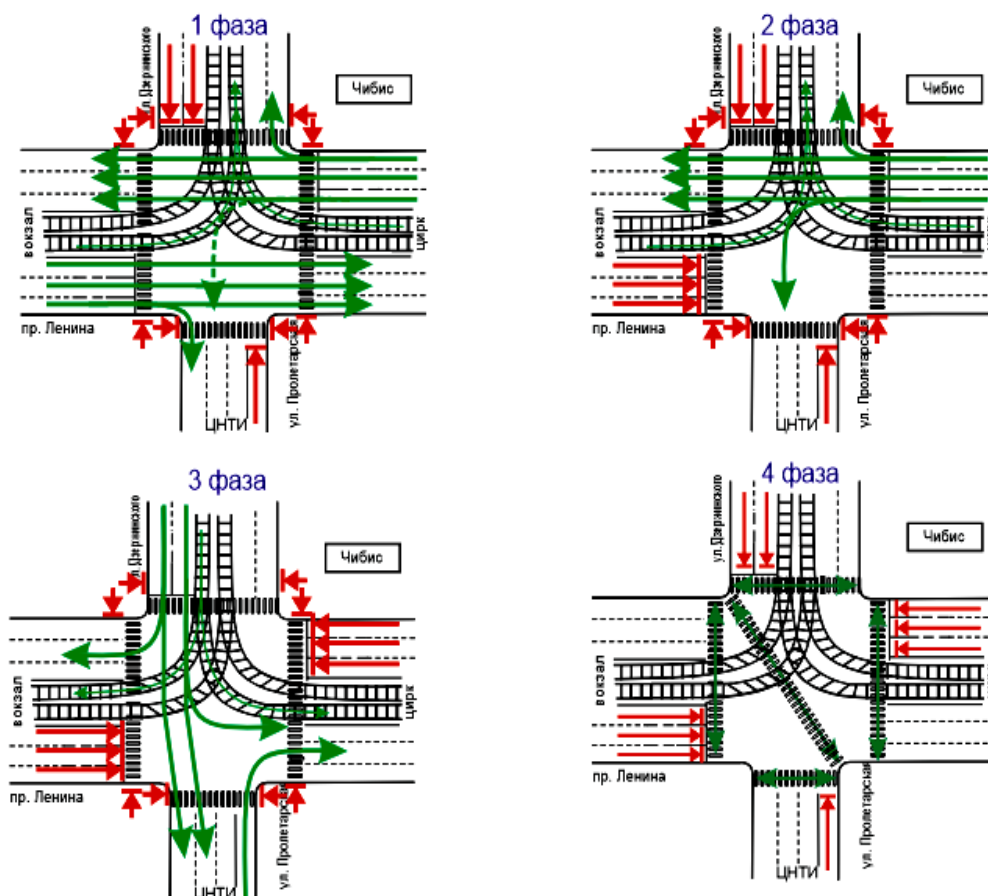 1 фаза
ул. Дзержинского
Чибис
вокзал
цирк
пр. Ленина
ул. Пролетарская
ЦНТИ
2 фаза
ул. Дзержинского
Чибис
вокзал
цирк
пр. Ленина
ул. Пролетарская
ЦНТИ
3 фаза
ул. Дзержинского
Чибис
вокзал
цирк
пр. Ленина
ул. Пролетарская
ЦНТИ
4 фаза
ул. Дзержинского
Чибис
вокзал
цирк
пр. Ленина
ул. Пролетарская
ЦНТИ